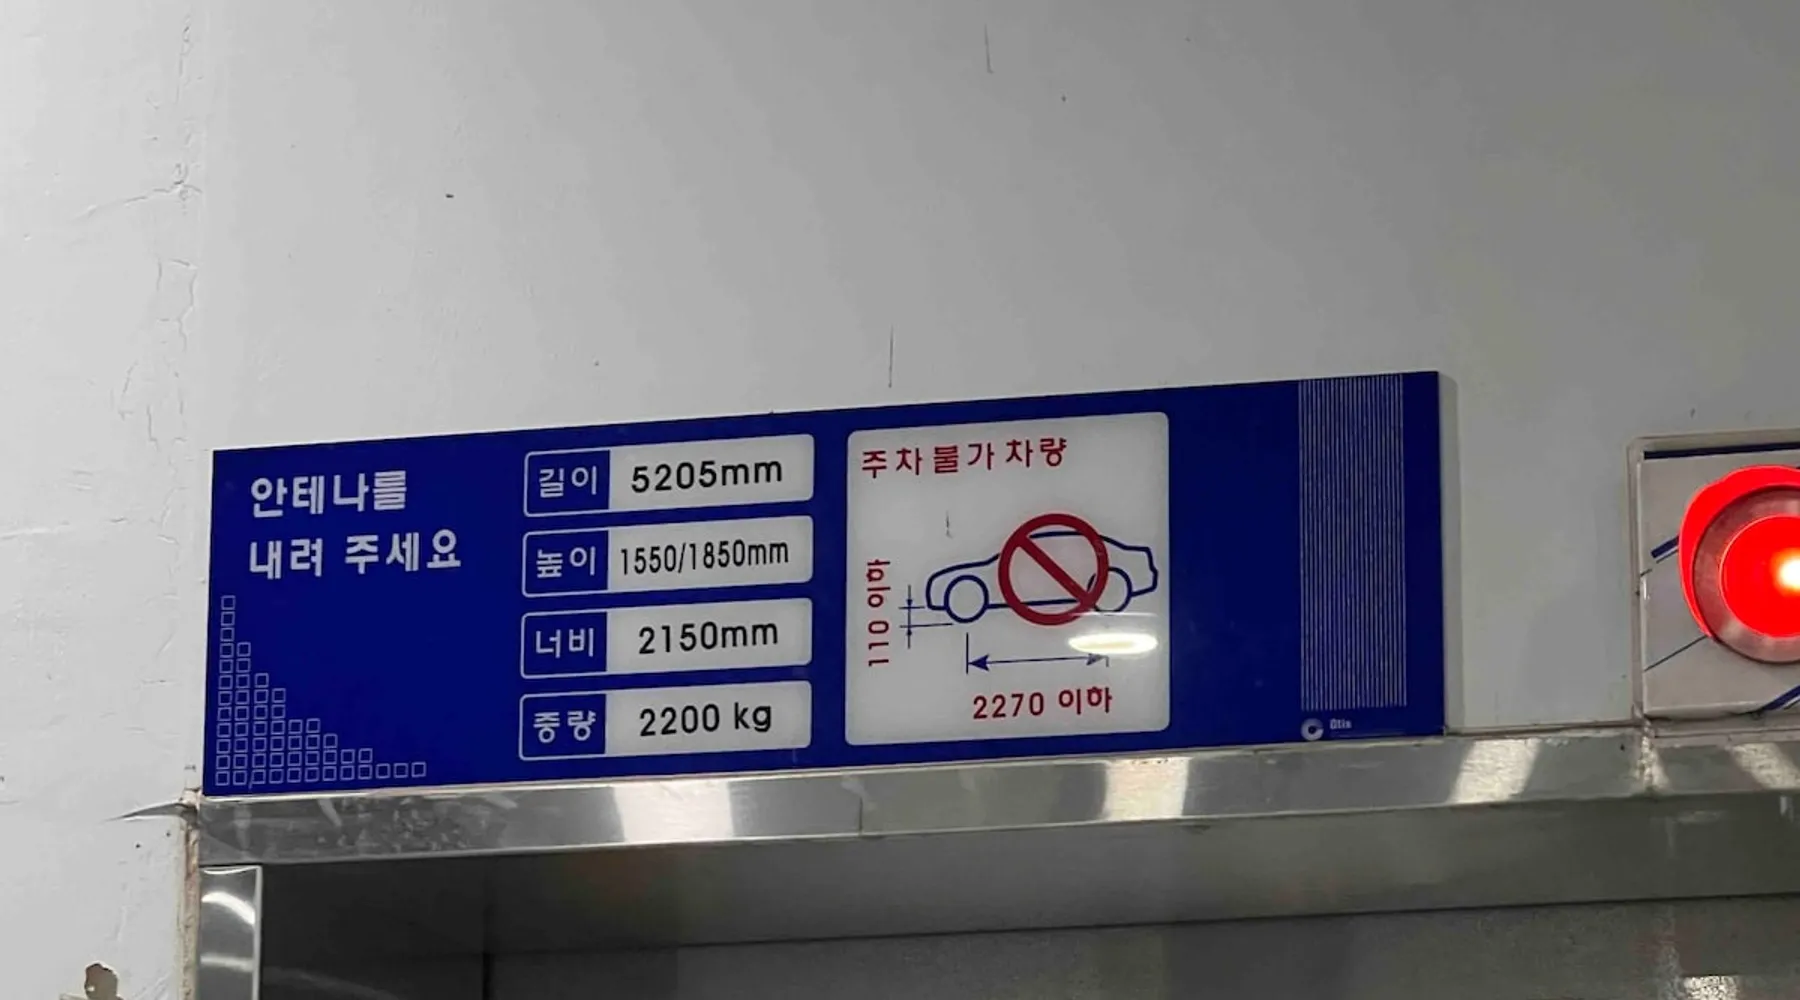 안테나를
내려 주세요
길이 5205mm
높이 1550/1850mm
너비 2150mm
중량 2200 kg
주차불가차량
110 이하
2270 이하
Otis